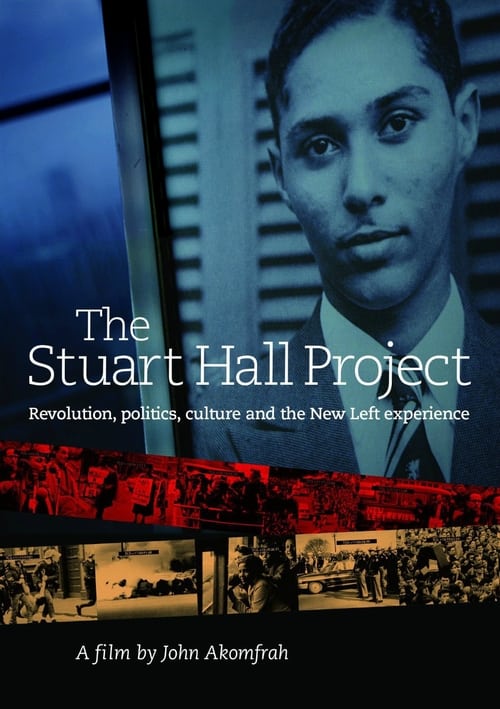 The
Stuart Hall Project
Revolution, politics, culture and the New Left experience
A film by John Akomfrah